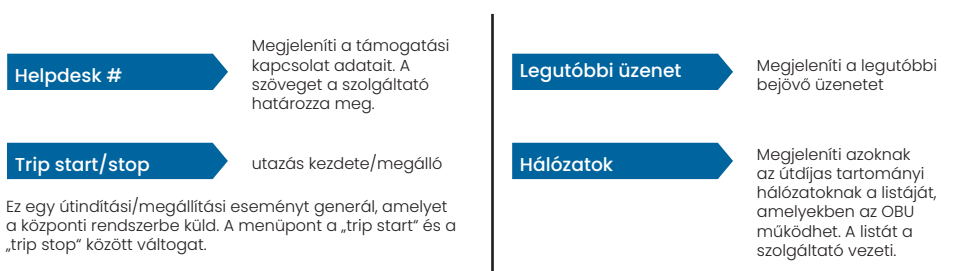 Helpdesk #
Megjeleníti a támogatási
kapcsolat adatait. A
szöveget a szolgáltató
határozza meg.
Trip start/stop
utazás kezdete/megálló
Ez egy útindítási/megállítási eseményt generál, amelyet
a központi rendszerbe küld. A menüpont a „trip start“ és a
„trip stop“ között váltogat.
Legutóbbi üzenet
Megjeleníti a legutóbbi
bejövő üzenetet
Hálózatok
Megjeleníti azoknak
az útdíjas tartományi
hálózatoknak a listáját,
amelyekben az OBU
működhet. A listát a
szolgáltató vezeti.